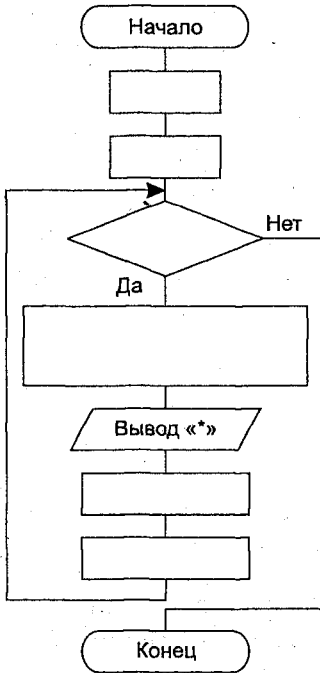 Начало
Нет
Да
Вывод «*»
Конец